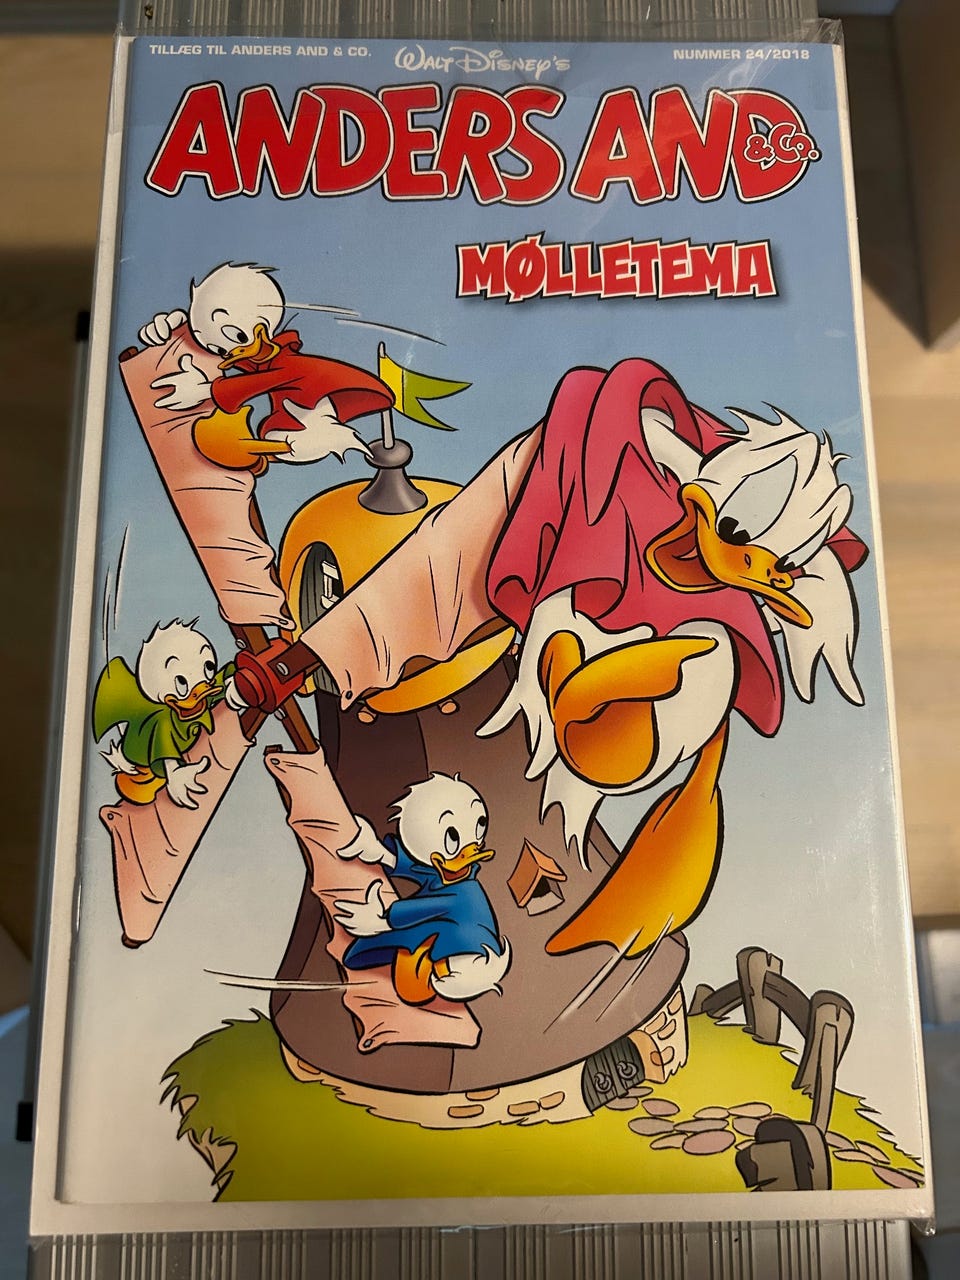 TILLÆG TIL ANDERS AND & CO.
Walt Disney's
NUMMER 24/2018
ANDERS AND
& Co.
MØLLETEMA